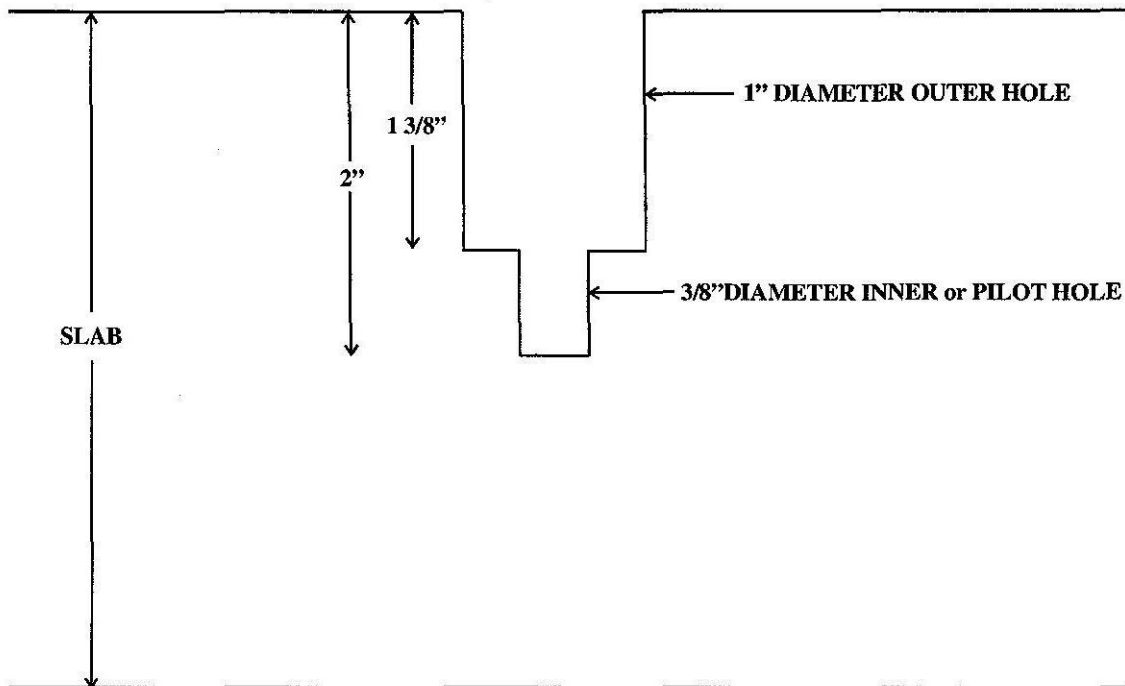 1” DIAMETER OUTER HOLE
1 3/8”
2”
3/8”DIAMETER INNER or PILOT HOLE
SLAB